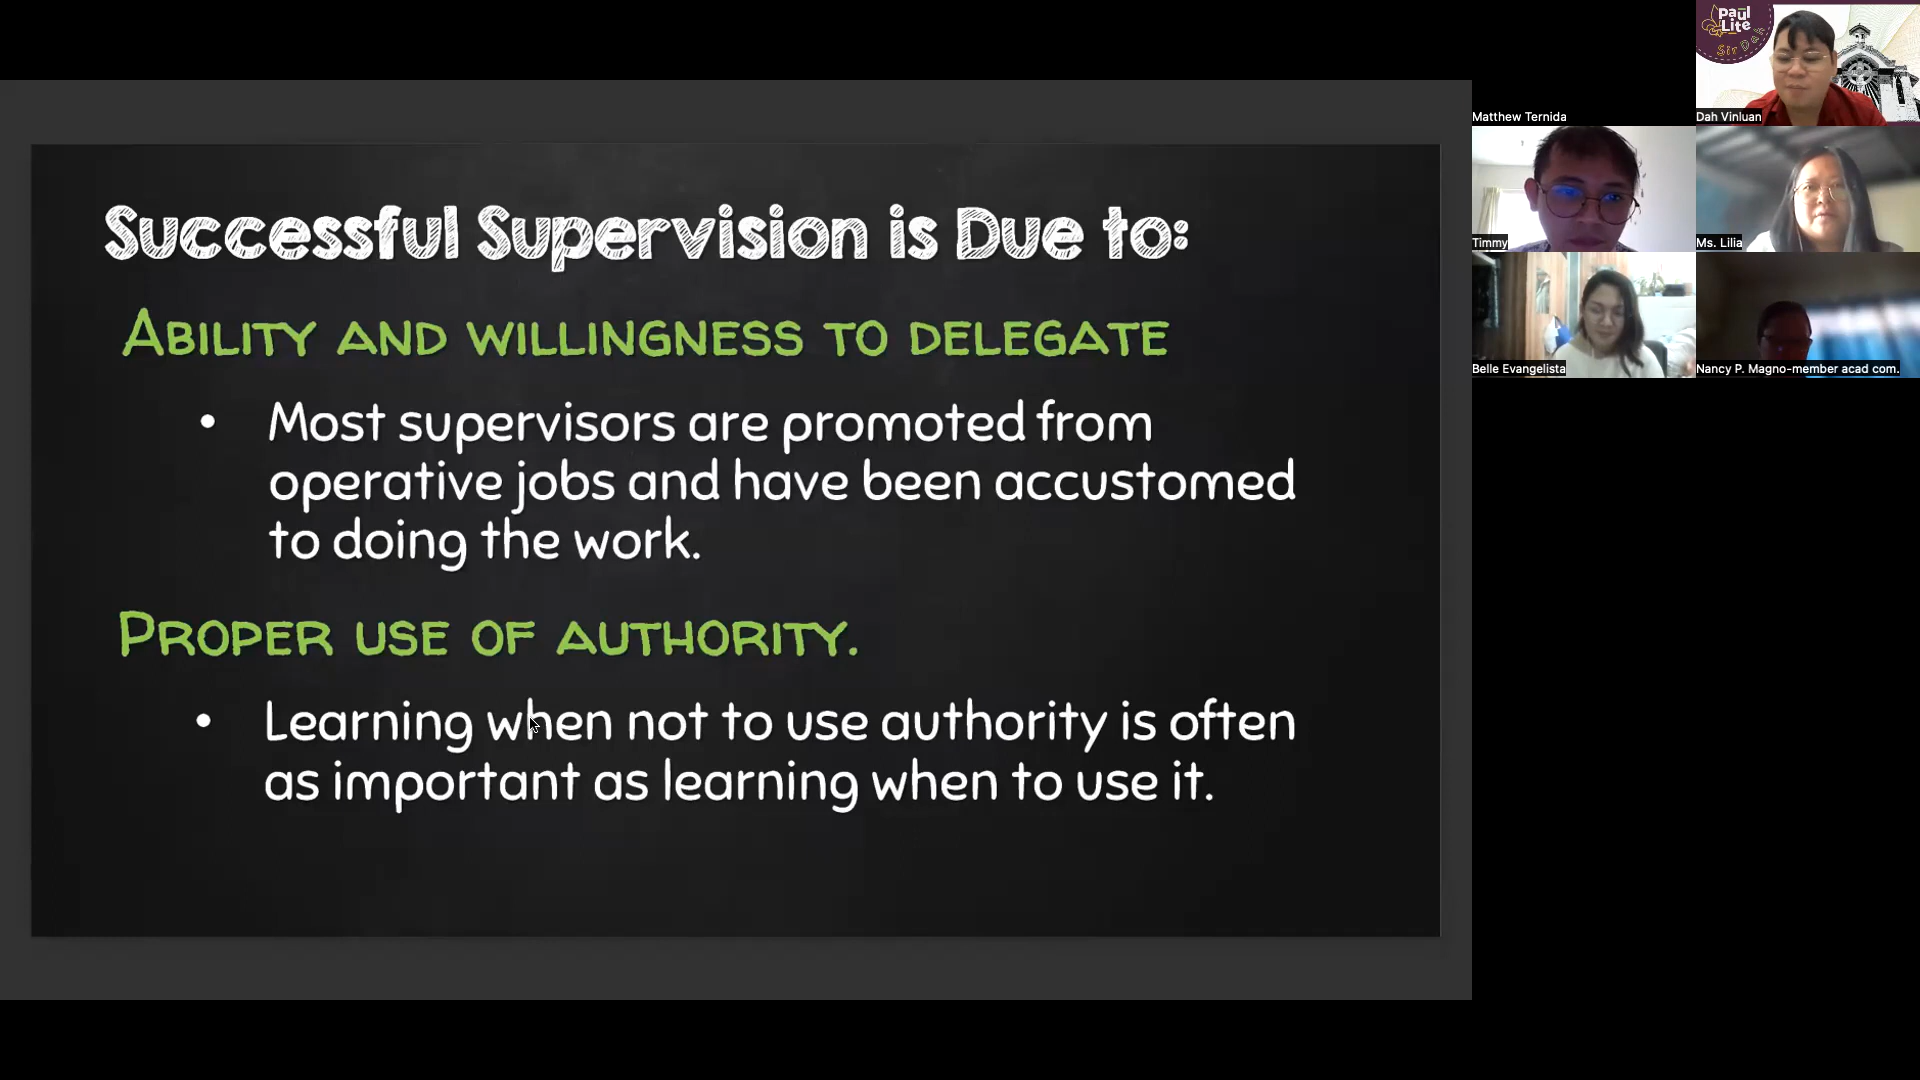 Successful Supervision is Due to:
Ability and willingness to delegate
• Most supervisors are promoted from
operative jobs and have been accustomed
to doing the work.
Proper use of authority.
• Learning when not to use authority is often
as important as learning when to use it.
Paul
Lite
Sir Dah
Matthew Ternida
Dah Vinluan
Timmy
Ms. Lilia
Belle Evangelista
Nancy P. Magno-member acad com.